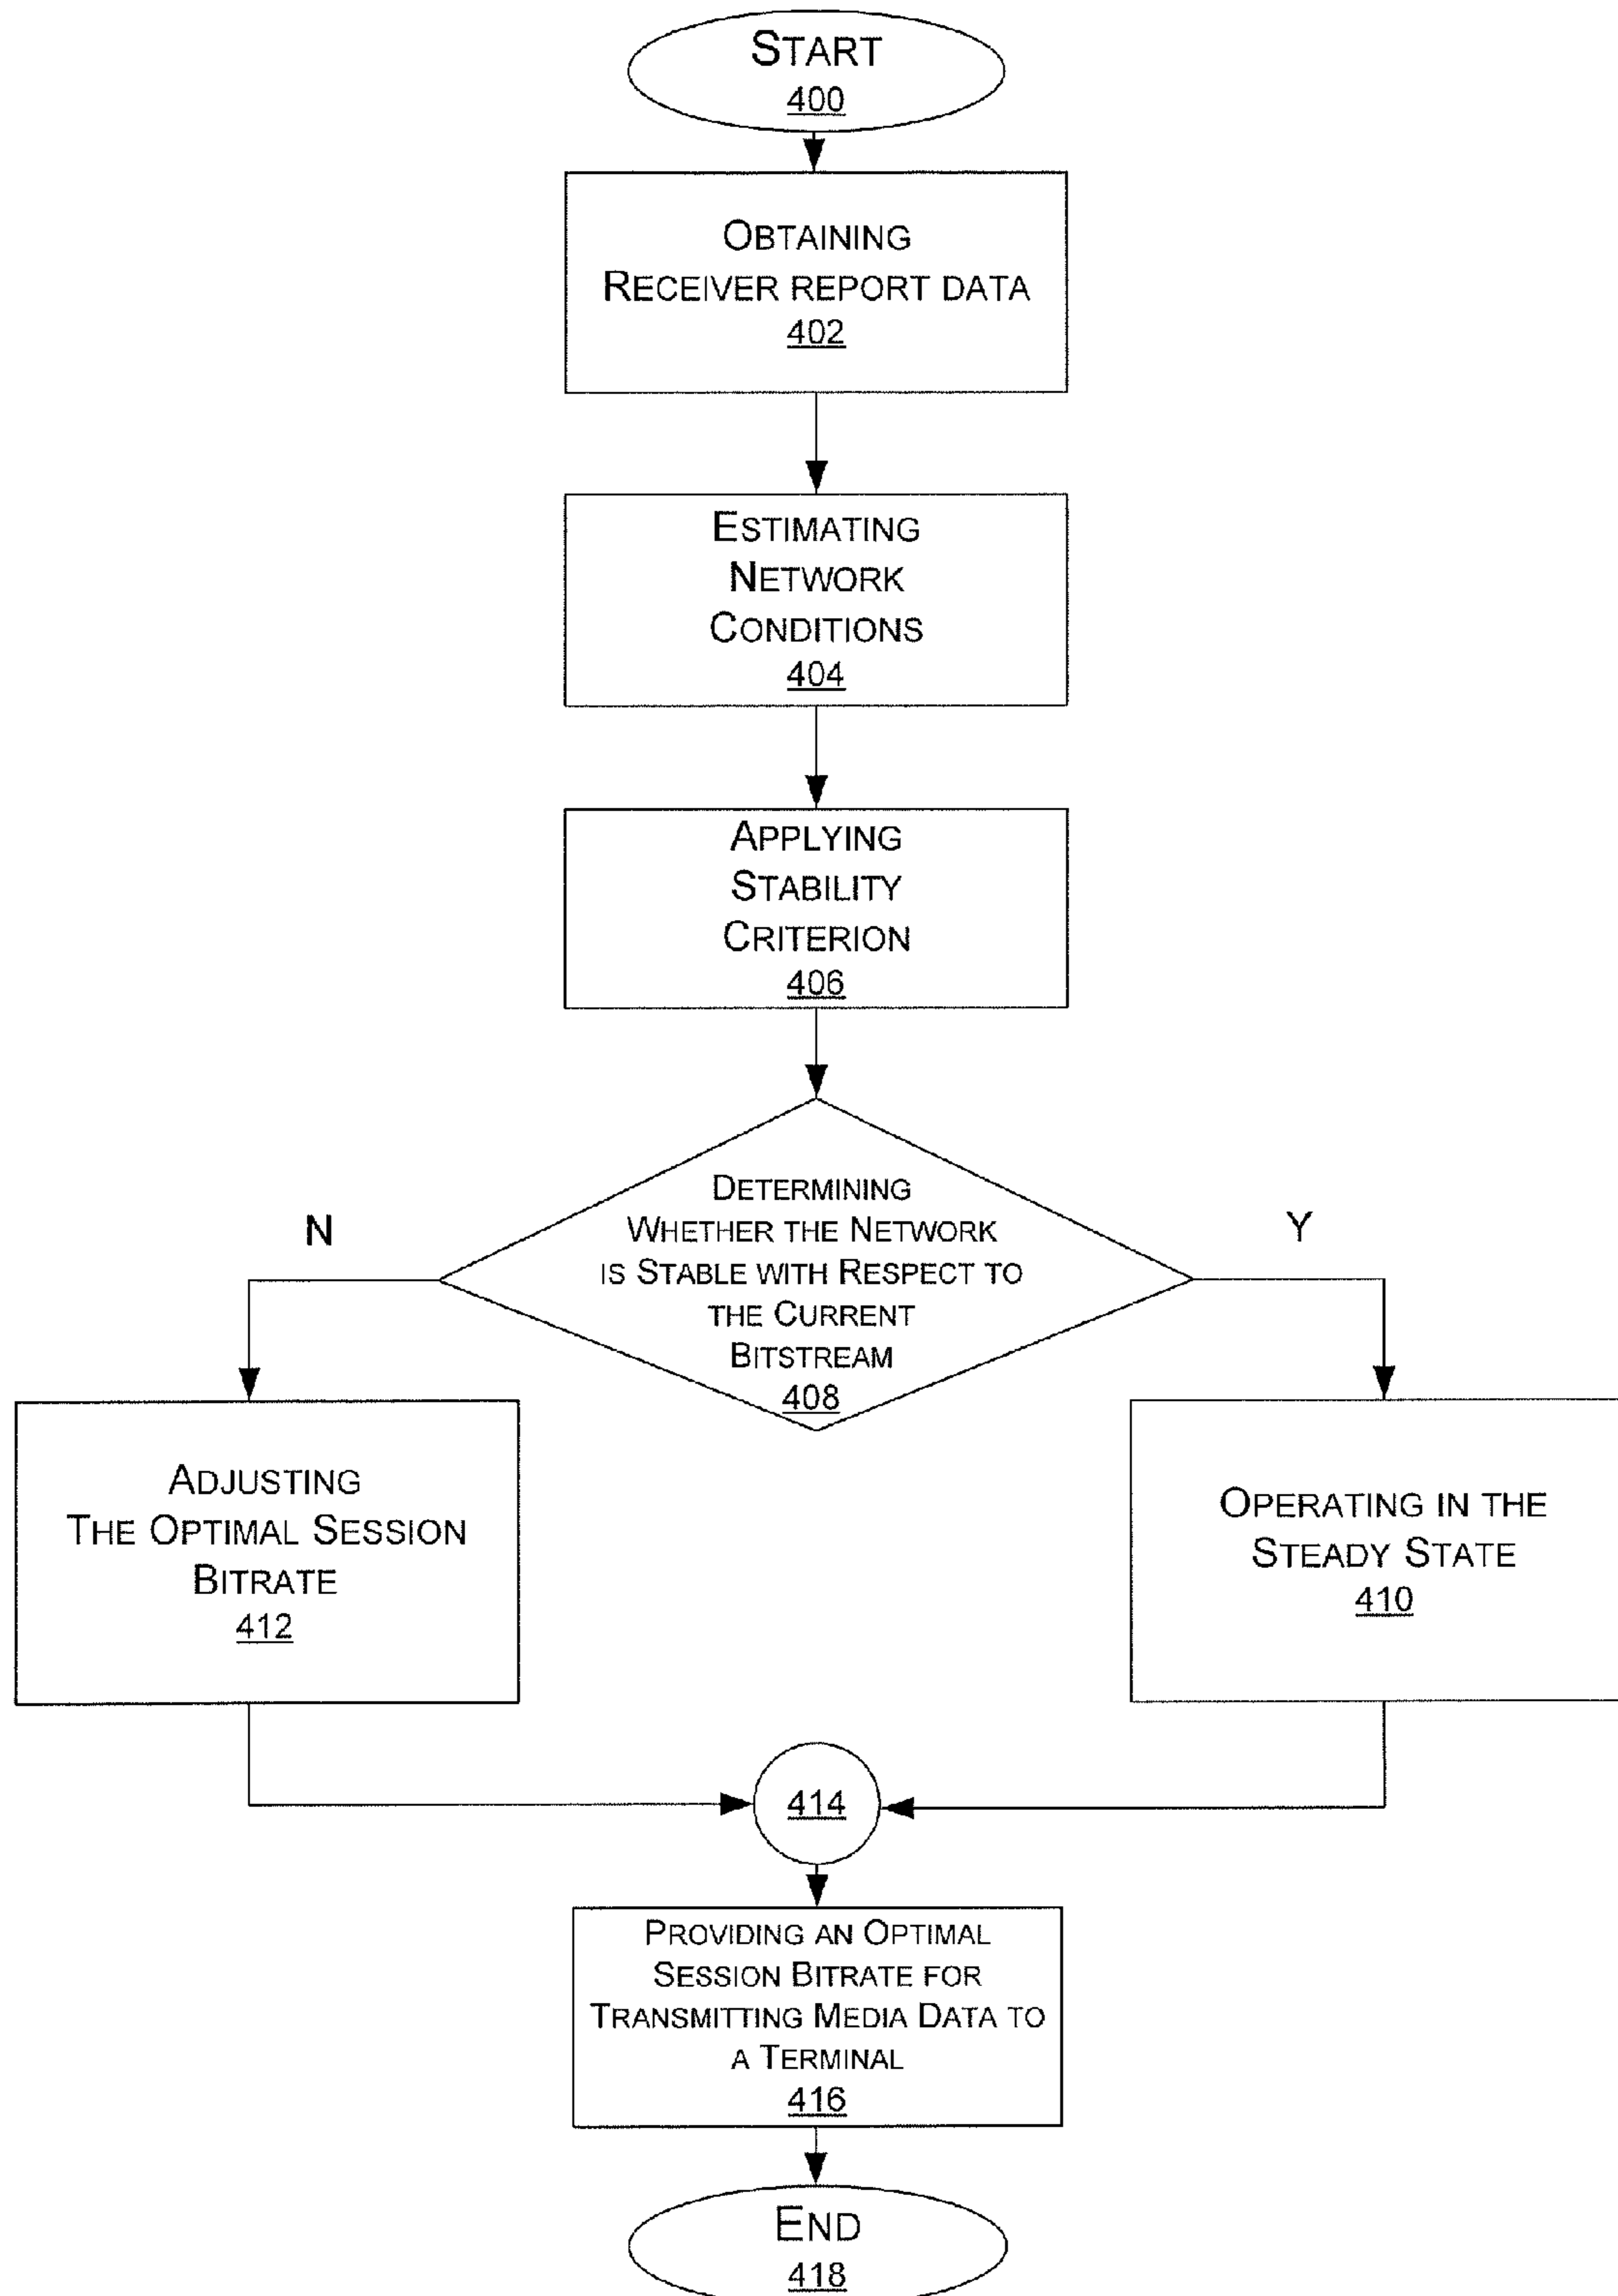 START
400
OBTAINING
RECEIVER REPORT DATA
402
ESTIMATING
NETWORK
CONDITIONS
404
APPLYING
STABILITY
CRITERION
406
DETERMINING
WHETHER THE NETWORK
IS STABLE WITH RESPECT TO
THE CURRENT
BITSTREAM
408
N
Y
ADJUSTING
THE OPTIMAL SESSION
BITRATE
412
OPERATING IN THE
STEADY STATE
410
414
PROVIDING AN OPTIMAL
SESSION BITRATE FOR
TRANSMITTING MEDIA DATA TO
A TERMINAL
416
END
418